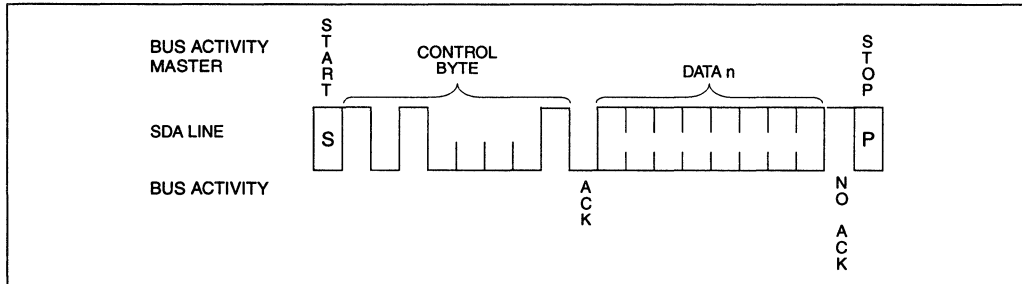 BUS ACTIVITY
MASTER
START
CONTROL
BYTE
DATA n
STOP
SDA LINE
S
P
BUS ACTIVITY
ACK
NO ACK